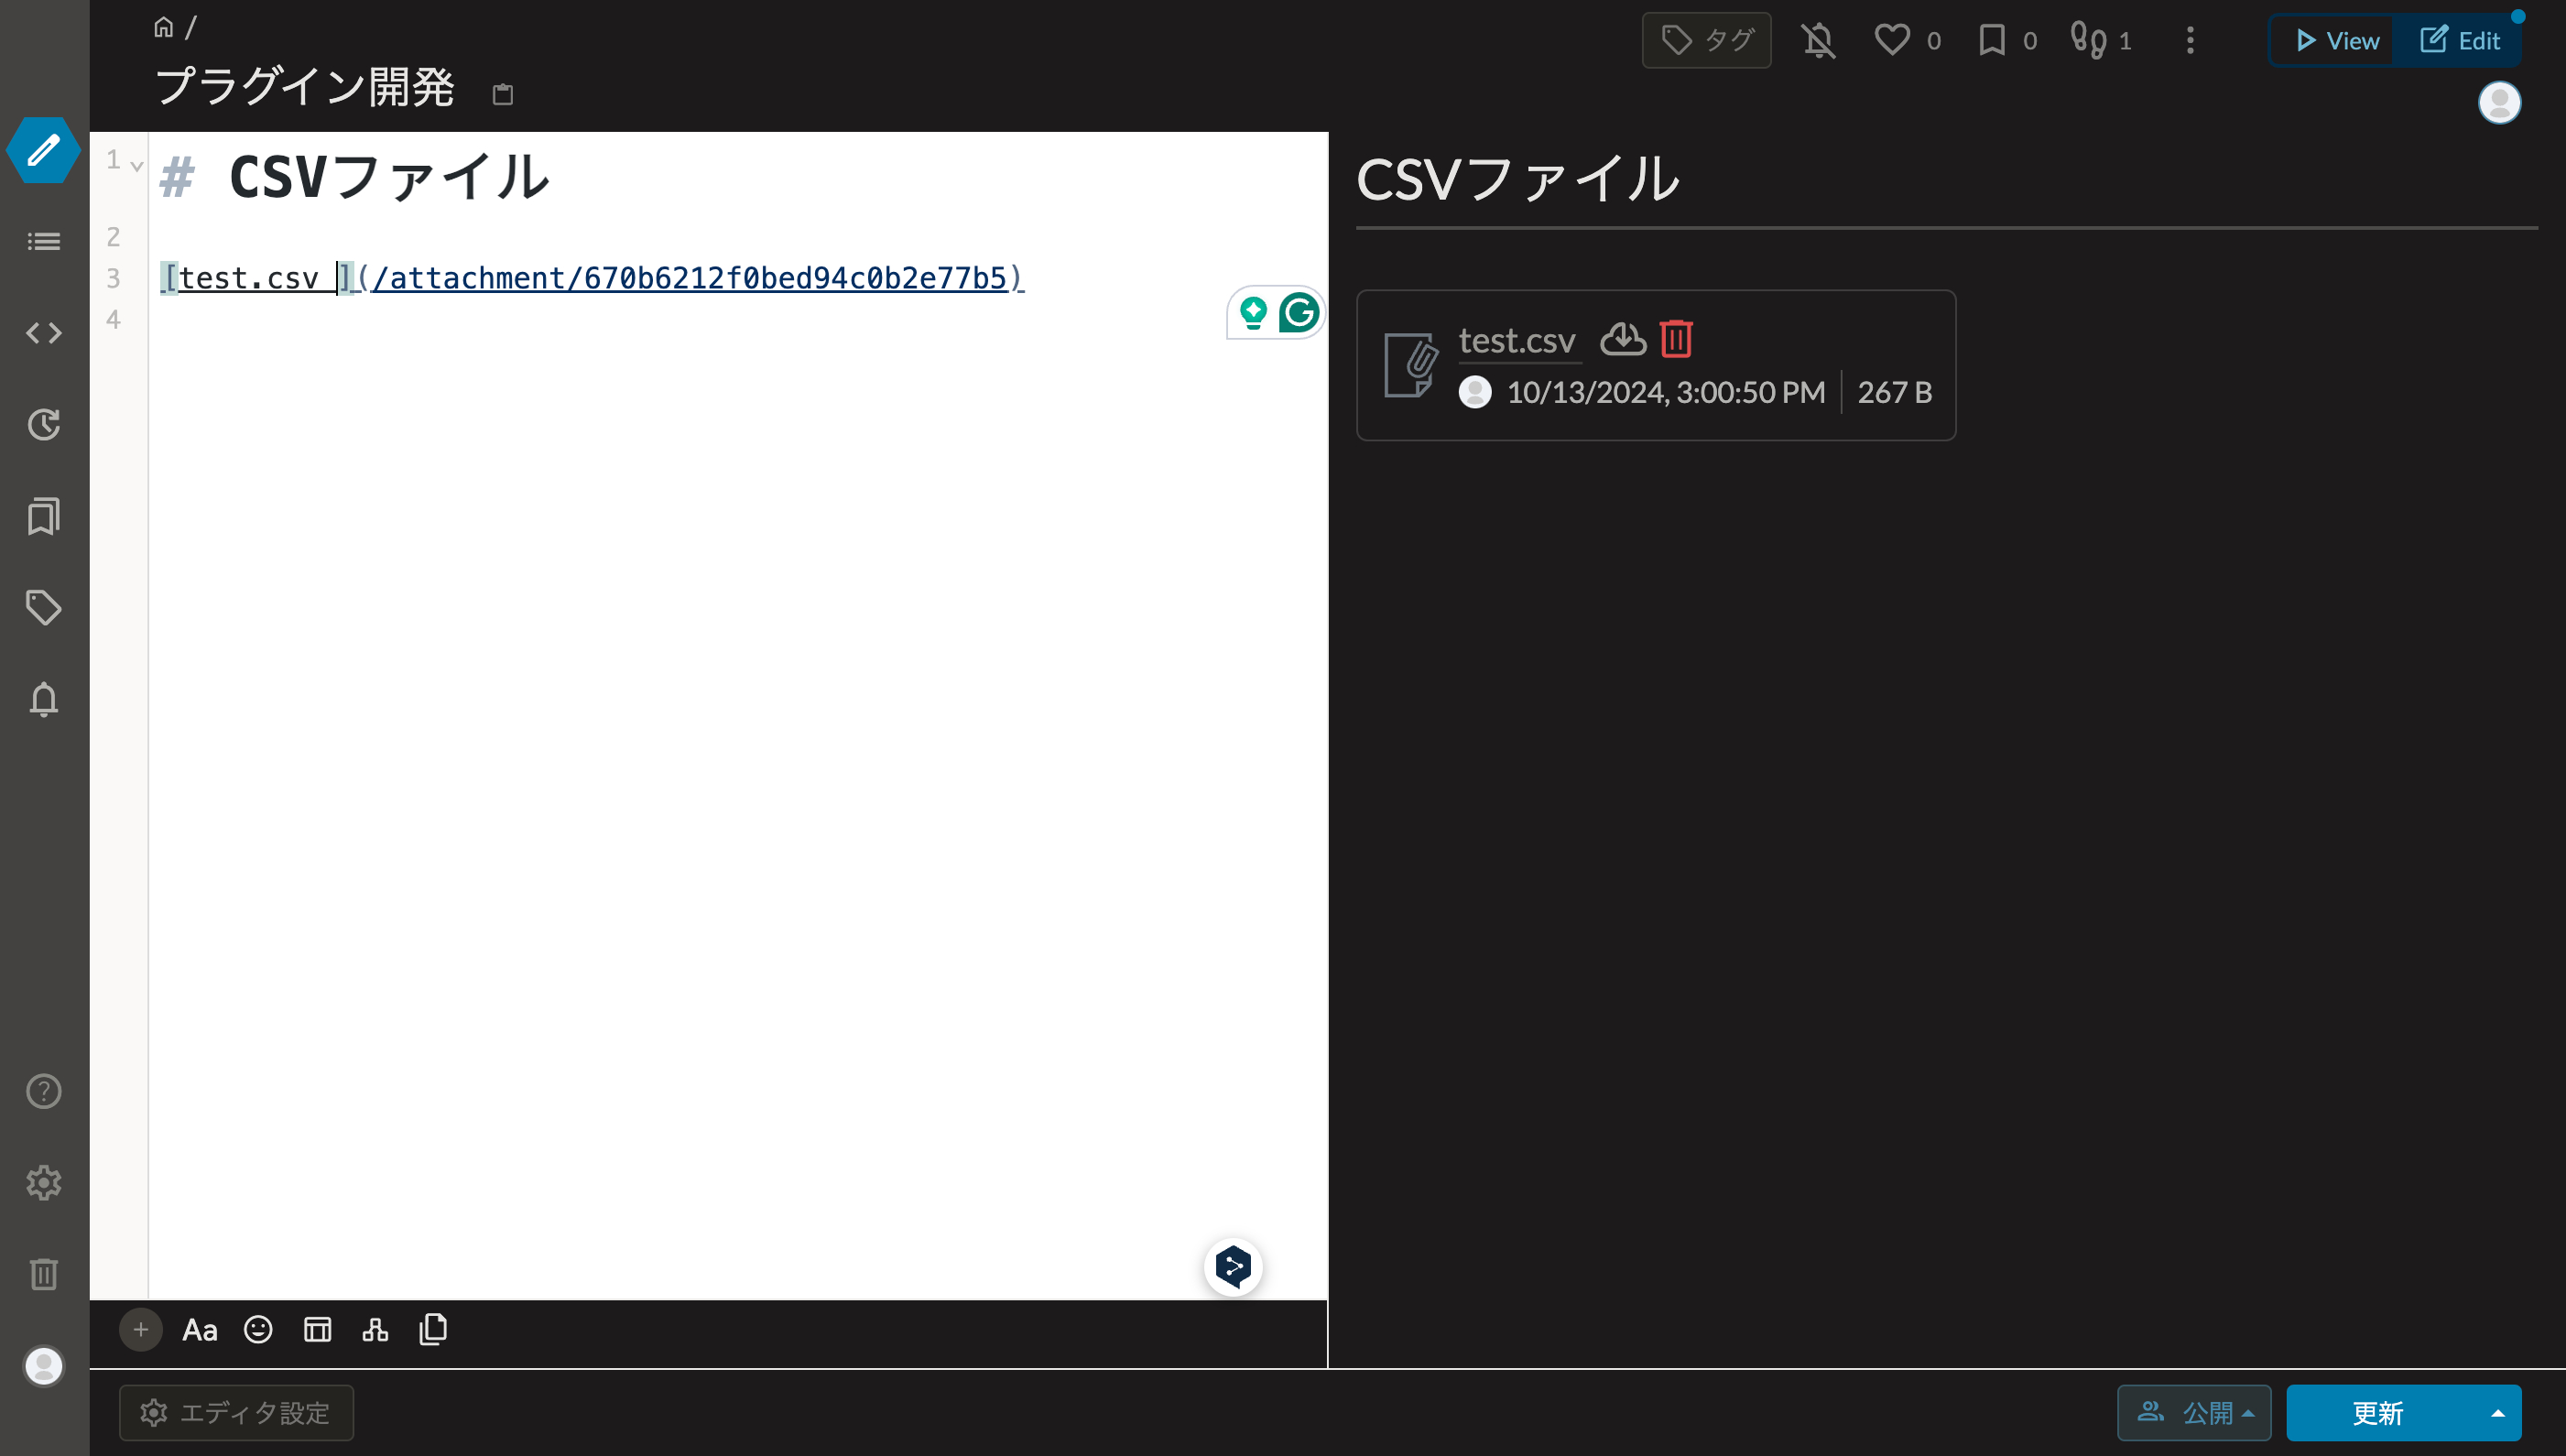 /
プラグイン開発
タグ
0
0
1
View
Edit
1
# CSVファイル
2
3
[test.csv ](/attachment/670b6212f0bed94c0b2e77b5)
4
CSVファイル
test.csv
10/13/2024, 3:00:50 PM
267 B
Aa
エディタ設定
公開
更新